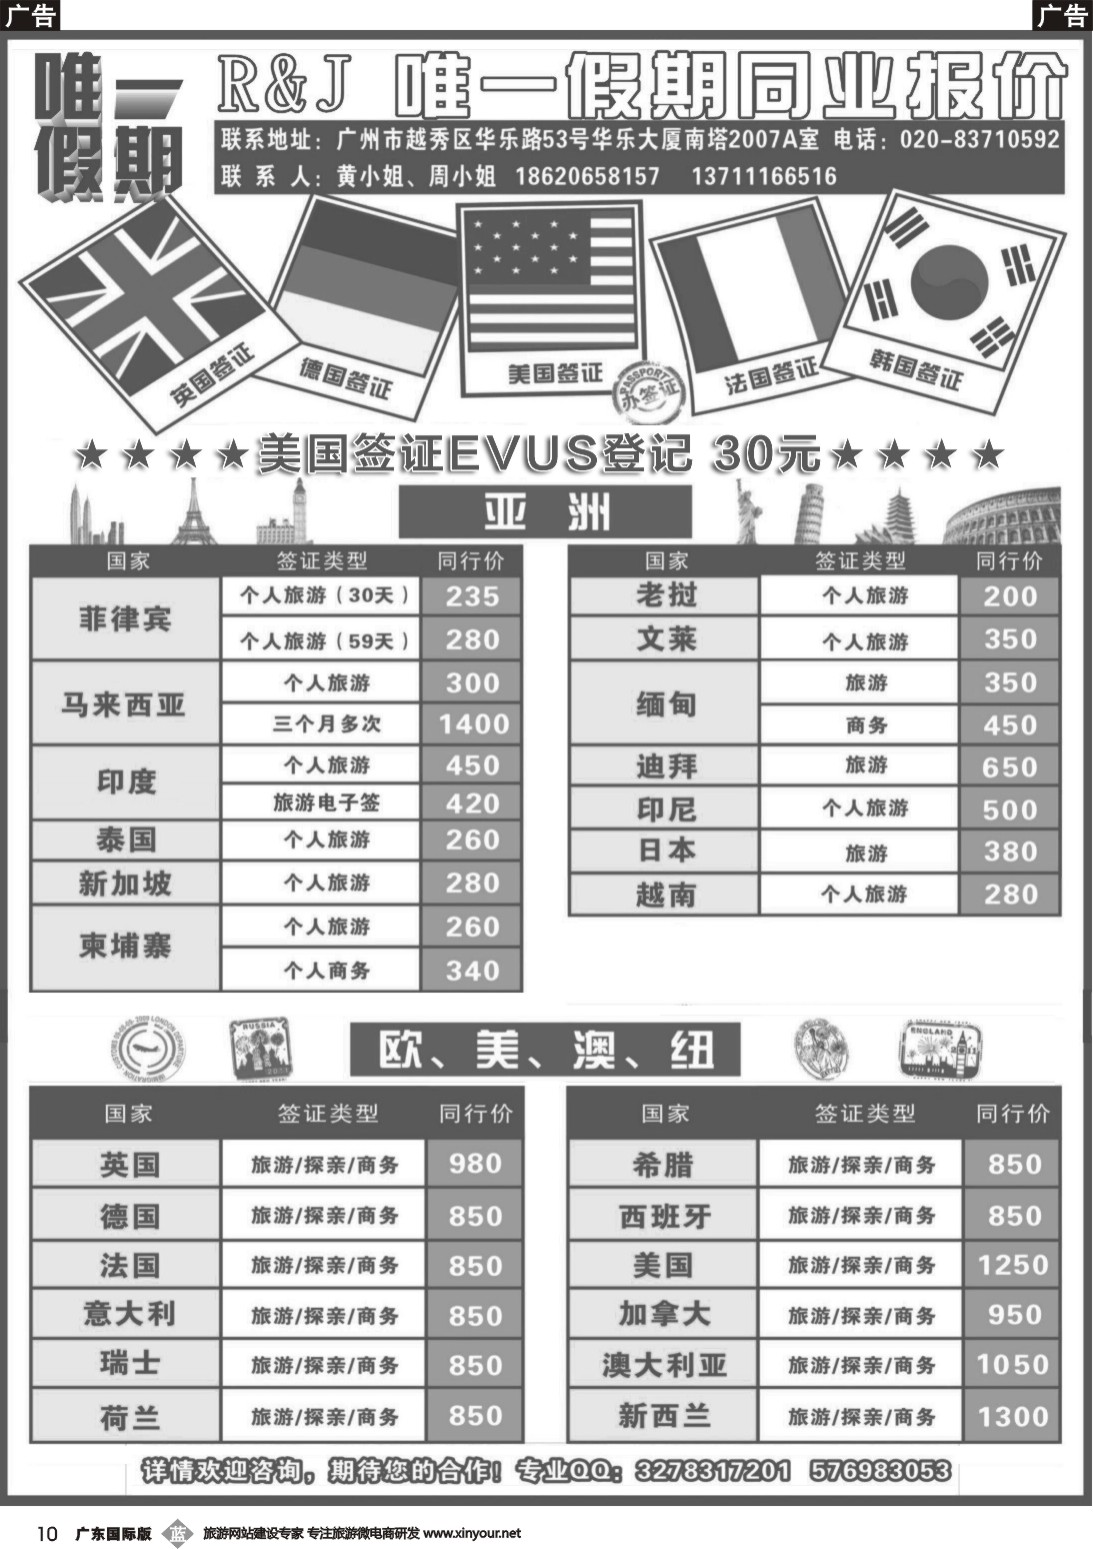 广告
广告
唯一
假期
R&J 唯一假期同业报价
联系地址：广州市越秀区华乐路53号华乐大厦南塔2007A室 电话：020-83710592
联 系 人：黄小姐、周小姐 18620658157 13711166516
英国签证
德国签证
美国签证
PASSPORT
办签证
法国签证
韩国签证
★★★★美国签证EVUS登记 30元★★★★
亚 洲
国家 签证类型 同行价
菲律宾 个人旅游（30天） 235
个人旅游（59天） 280
马来西亚 个人旅游 300
三个月多次 1400
印度 个人旅游 450
旅游电子签 420
泰国 个人旅游 260
新加坡 个人旅游 280
柬埔寨 个人旅游 260
个人商务 340
国家 签证类型 同行价
老挝 个人旅游 200
文莱 个人旅游 350
缅甸 旅游 350
商务 450
迪拜 旅游 650
印尼 个人旅游 500
日本 旅游 380
越南 个人旅游 280
RUSSIA
欧、美、澳、纽
ENGLAND
国家 签证类型 同行价
英国 旅游/探亲/商务 980
德国 旅游/探亲/商务 850
法国 旅游/探亲/商务 850
意大利 旅游/探亲/商务 850
瑞士 旅游/探亲/商务 850
荷兰 旅游/探亲/商务 850
国家 签证类型 同行价
希腊 旅游/探亲/商务 850
西班牙 旅游/探亲/商务 850
美国 旅游/探亲/商务 1250
加拿大 旅游/探亲/商务 950
澳大利亚 旅游/探亲/商务 1050
新西兰 旅游/探亲/商务 1300
详情欢迎咨询，期待您的合作！专业QQ：3278317201 576983053
10 广东国际版 蓝 旅游网站建设专家 专注旅游微电商研发 www.xinyour.net